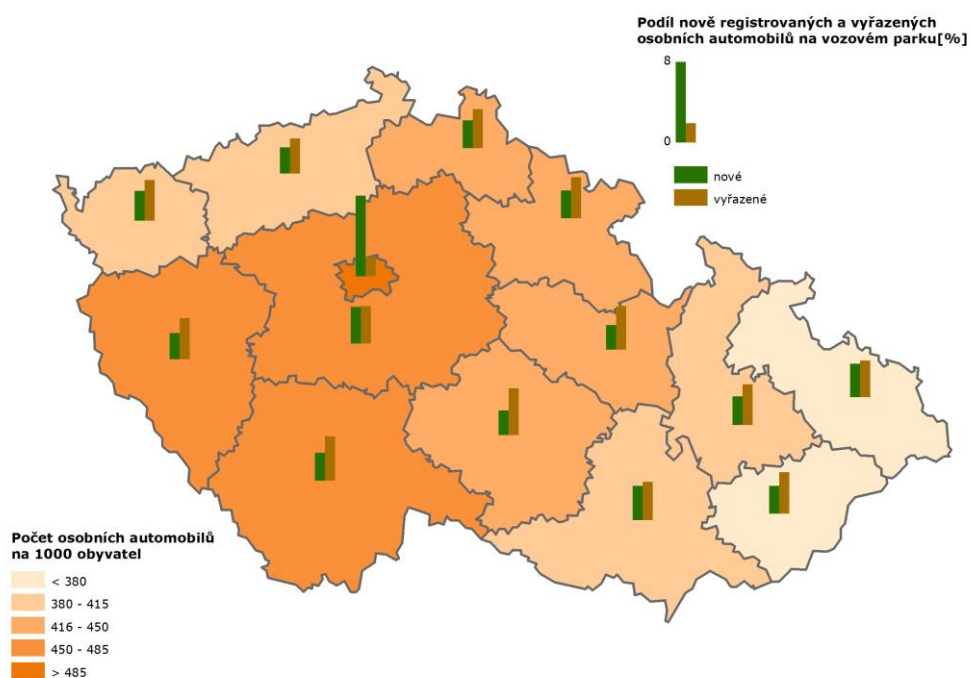 Podíl nově registrovaných a vyřazených
osobních automobilů na vozovém parku[%]
8
0
nové
vyřazené
Počet osobních automobilů
na 1000 obyvatel
< 380
380 - 415
416 - 450
450 - 485
> 485